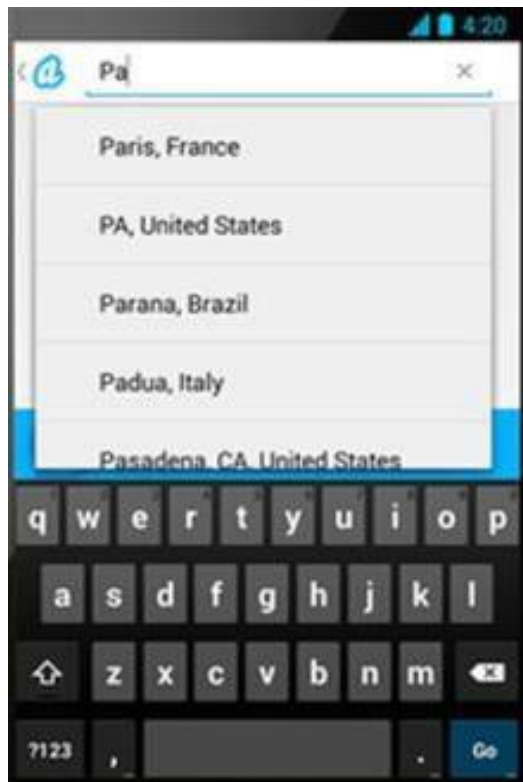 4:20
Pa
Paris, France
PA, United States
Parana, Brazil
Padua, Italy
Pasadena, CA, United States
q w e r t y u i o p
a s d f g h j k l
z x c v b n m
?123 , . Go